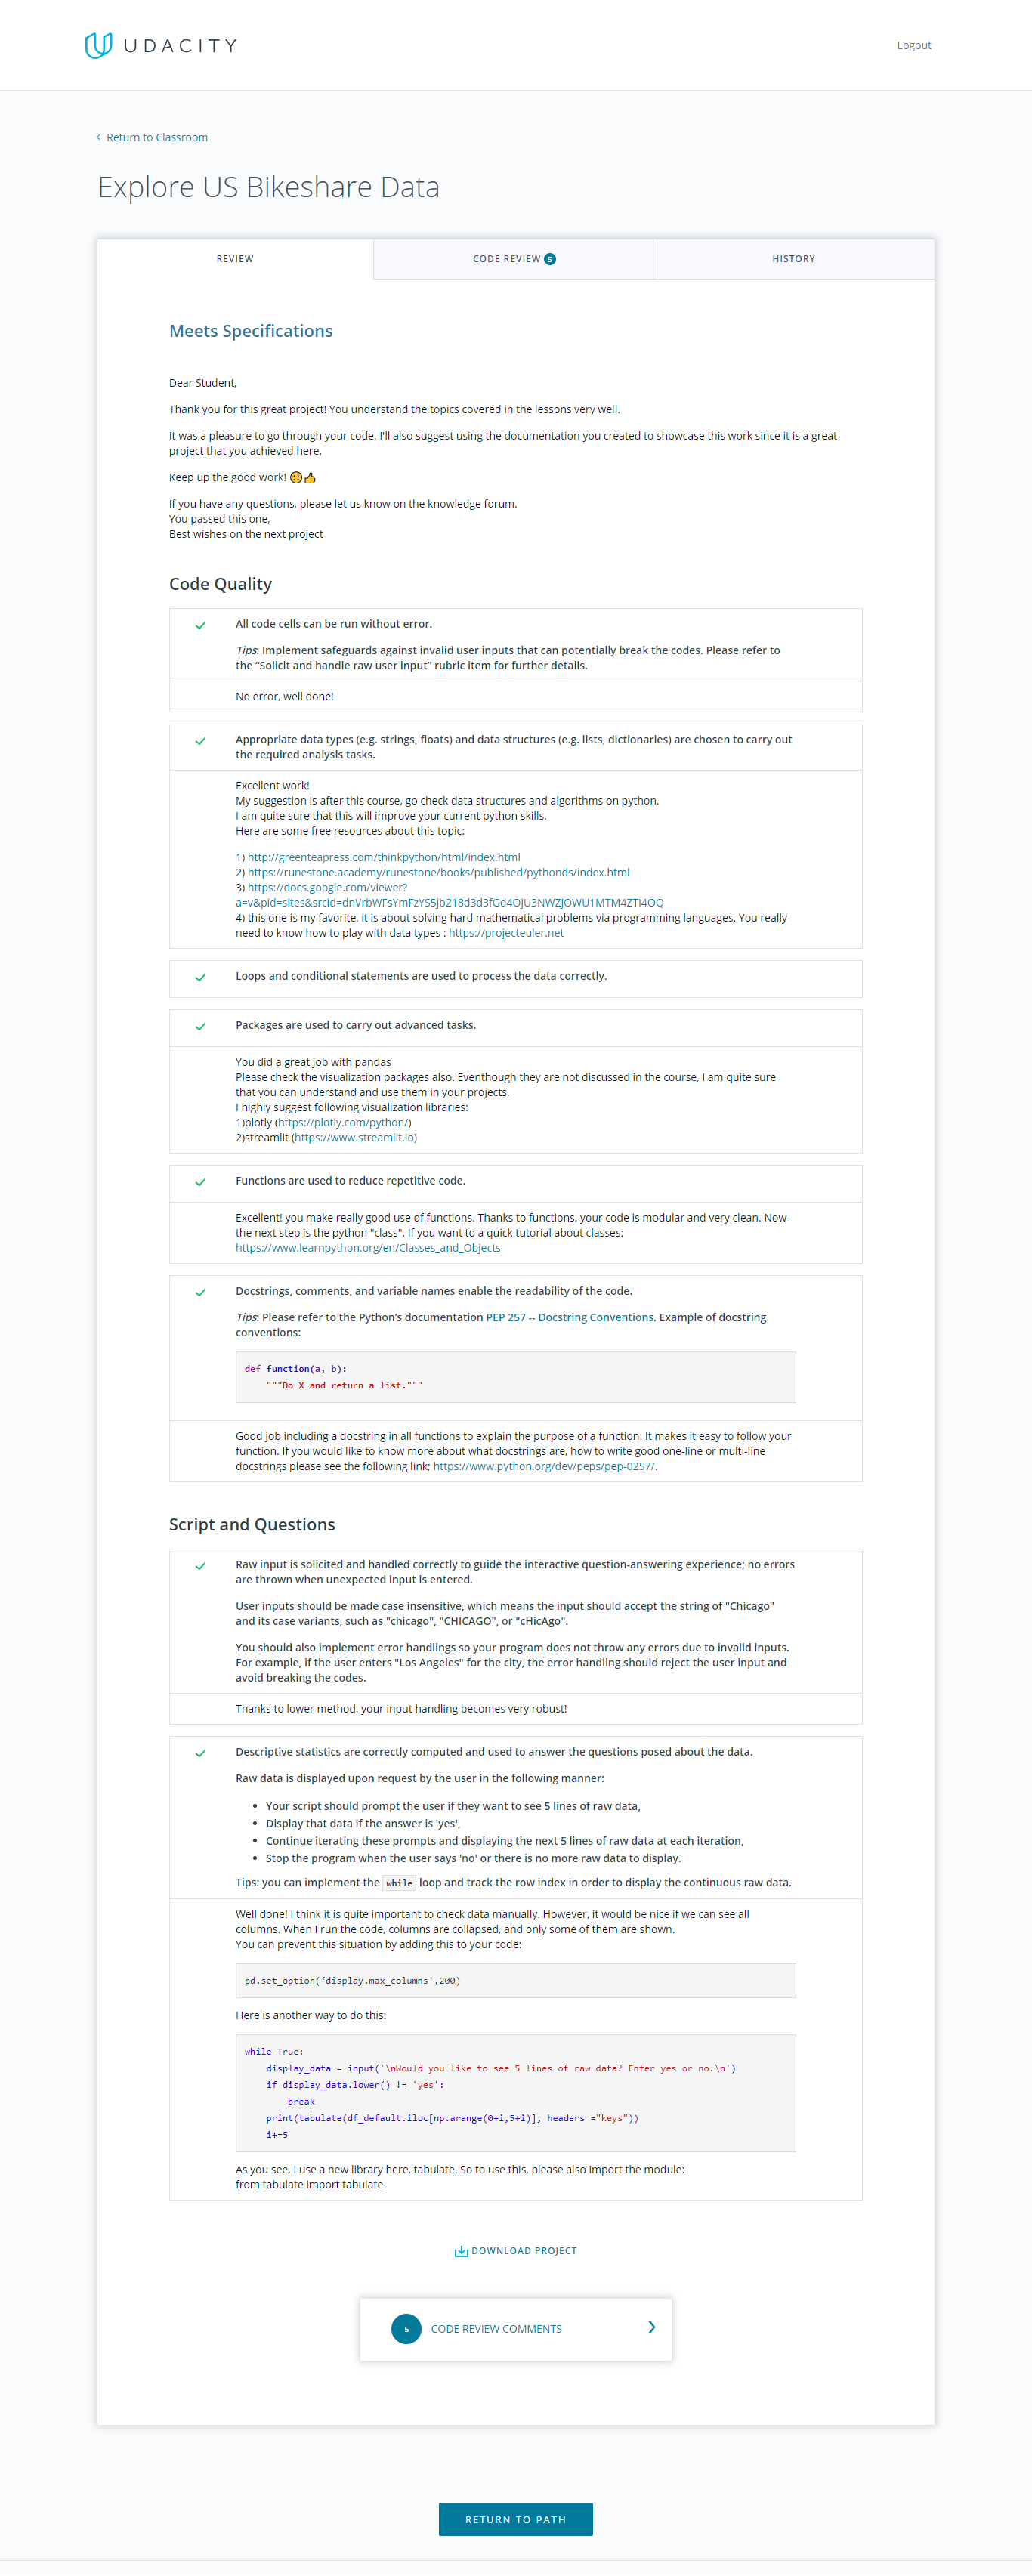 UDACITY
Logout
Return to Classroom
Explore US Bikeshare Data
REVIEW
CODE REVIEW 5
HISTORY
Meets Specifications
Dear Student,
Thank you for this great project! You understand the topics covered in the lessons very well.
It was a pleasure to go through your code. I'll also suggest using the documentation you created to showcase this work since it is a great
project that you achieved here.
Keep up the good work! 😃👍
If you have any questions, please let us know on the knowledge forum.
You passed this one,
Best wishes on the next project
Code Quality
All code cells can be run without error.
Tips: Implement safeguards against invalid user inputs that can potentially break the codes. Please refer to
the “Solicit and handle raw user input” rubric item for further details.
No error, well done!
Appropriate data types (e.g. strings, floats) and data structures (e.g. lists, dictionaries) are chosen to carry out
the required analysis tasks.
Excellent work!
My suggestion is after this course, go check data structures and algorithms on python.
I am quite sure that this will improve your current python skills.
Here are some free resources about this topic:
1) http://greenteapress.com/thinkpython/html/index.html
2) https://runestone.academy/runestone/books/published/pythonds/index.html
3) https://docs.google.com/viewer?
a=v&pid=sites&srcid=dnVrbWFsYmFzYS5jb218d3d3fGd4OjU3NWZjOWU1MTM4ZTI4OQ
4) this one is my favorite, it is about solving hard mathematical problems via programming languages. You really
need to know how to play with data types : https://projecteuler.net
Loops and conditional statements are used to process the data correctly.
Packages are used to carry out advanced tasks.
You did a great job with pandas
Please check the visualization packages also. Eventhough they are not discussed in the course, I am quite sure
that you can understand and use them in your projects.
I highly suggest following visualization libraries:
1)plotly (https://plotly.com/python/)
2)streamlit (https://www.streamlit.io)
Functions are used to reduce repetitive code.
Excellent! you make really good use of functions. Thanks to functions, your code is modular and very clean. Now
the next step is the python "class". If you want to a quick tutorial about classes:
https://www.learnpython.org/en/Classes_and_Objects
Docstrings, comments, and variable names enable the readability of the code.
Tips: Please refer to the Python’s documentation PEP 257 -- Docstring Conventions. Example of docstring
conventions:
def function(a, b):
    """Do X and return a list."""
Good job including a docstring in all functions to explain the purpose of a function. It makes it easy to follow your
function. If you would like to know more about what docstrings are, how to write good one-line or multi-line
docstrings please see the following link; https://www.python.org/dev/peps/pep-0257/.
Script and Questions
Raw input is solicited and handled correctly to guide the interactive question-answering experience; no errors
are thrown when unexpected input is entered.
User inputs should be made case insensitive, which means the input should accept the string of "Chicago"
and its case variants, such as "chicago", "CHICAGO", or "cHicAgo".
You should also implement error handlings so your program does not throw any errors due to invalid inputs.
For example, if the user enters "Los Angeles" for the city, the error handling should reject the user input and
avoid breaking the codes.
Thanks to lower method, your input handling becomes very robust!
Descriptive statistics are correctly computed and used to answer the questions posed about the data.
Raw data is displayed upon request by the user in the following manner:
• Your script should prompt the user if they want to see 5 lines of raw data,
• Display that data if the answer is 'yes',
• Continue iterating these prompts and displaying the next 5 lines of raw data at each iteration,
• Stop the program when the user says 'no' or there is no more raw data to display.
Tips: you can implement the while loop and track the row index in order to display the continuous raw data.
Well done! I think it is quite important to check data manually. However, it would be nice if we can see all
columns. When I run the code, columns are collapsed, and only some of them are shown.
You can prevent this situation by adding this to your code:
pd.set_option(‘display.max_columns',200)
Here is another way to do this:
while True:
    display_data = input('\nWould you like to see 5 lines of raw data? Enter yes or no.\n')
    if display_data.lower() != 'yes':
        break
    print(tabulate(df_default.iloc[np.arange(0+i,5+i)], headers ="keys"))
    i+=5
As you see, I use a new library here, tabulate. So to use this, please also import the module:
from tabulate import tabulate
DOWNLOAD PROJECT
5 CODE REVIEW COMMENTS
RETURN TO PATH